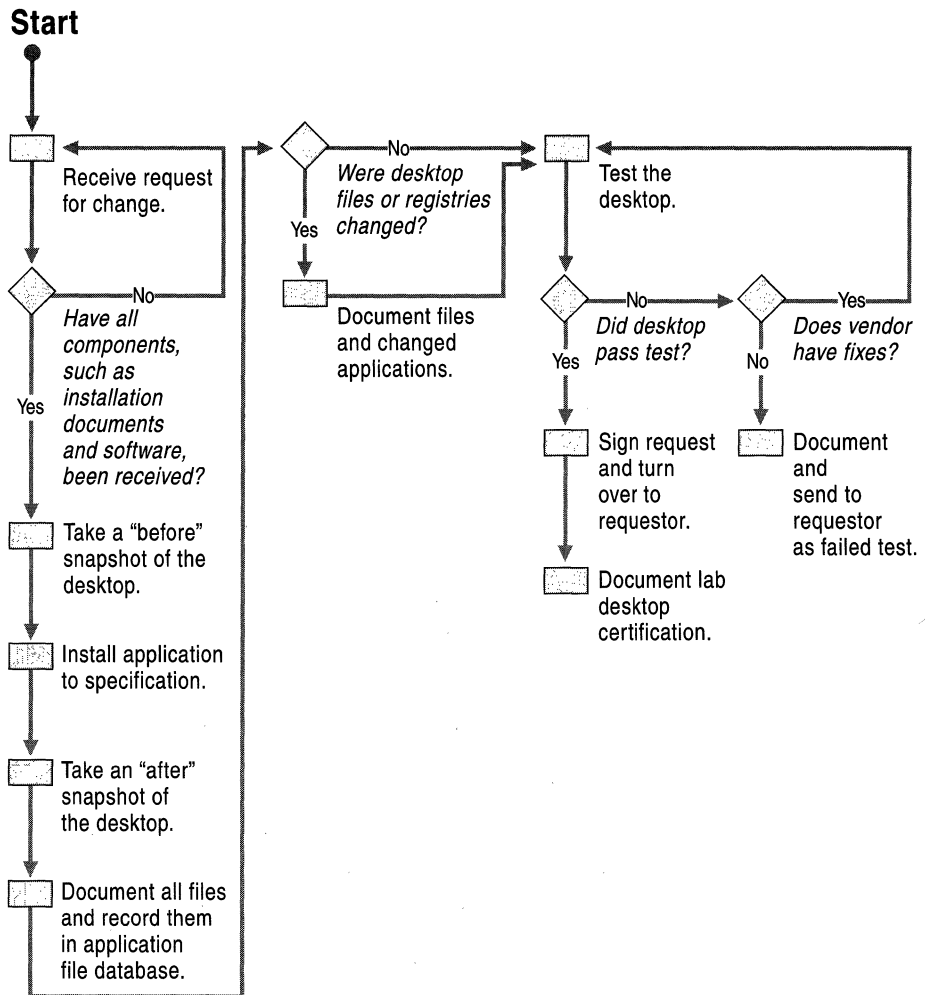 Start
Receive request
for change.
No
Have all
components,
such as
installation
documents
and software,
been received?
Yes
Take a “before”
snapshot of the
desktop.
Install application
to specification.
Take an “after”
snapshot of
the desktop.
Document all files
and record them
in application
file database.
No
Were desktop
files or registries
changed?
Yes
Document files
and changed
applications.
Test the
desktop.
No
Did desktop
pass test?
Yes
Yes
Does vendor
have fixes?
No
Sign request
and turn
over to
requestor.
Document
and
send to
requestor
as failed test.
Document lab
desktop
certification.